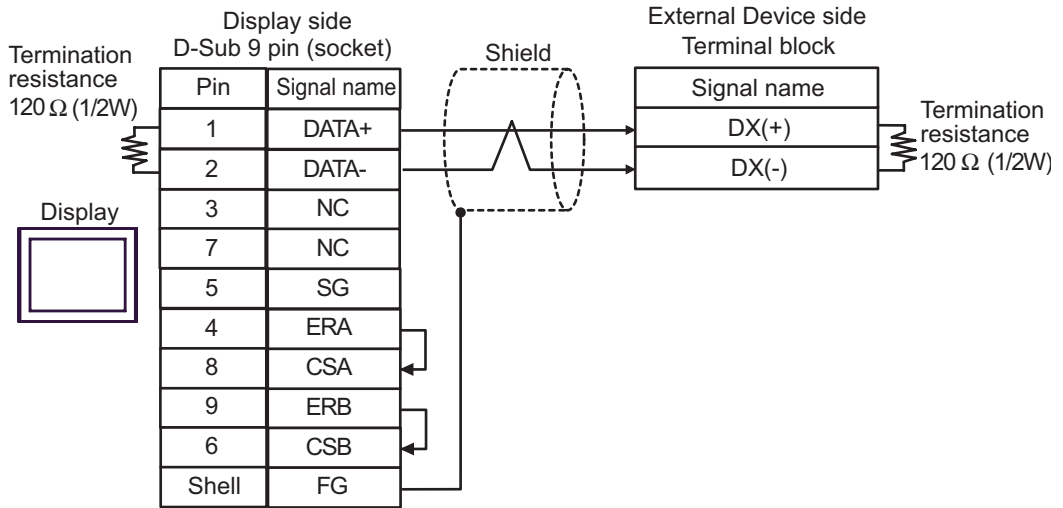 Display side
D-Sub 9 pin (socket)
Termination
resistance
120 Ω (1/2W)
Pin Signal name
1 DATA+
2 DATA-
3 NC
7 NC
5 SG
4 ERA
8 CSA
9 ERB
6 CSB
Shell FG
Display
Shield
External Device side
Terminal block
Signal name
DX(+)
DX(-)
Termination
resistance
120 Ω (1/2W)